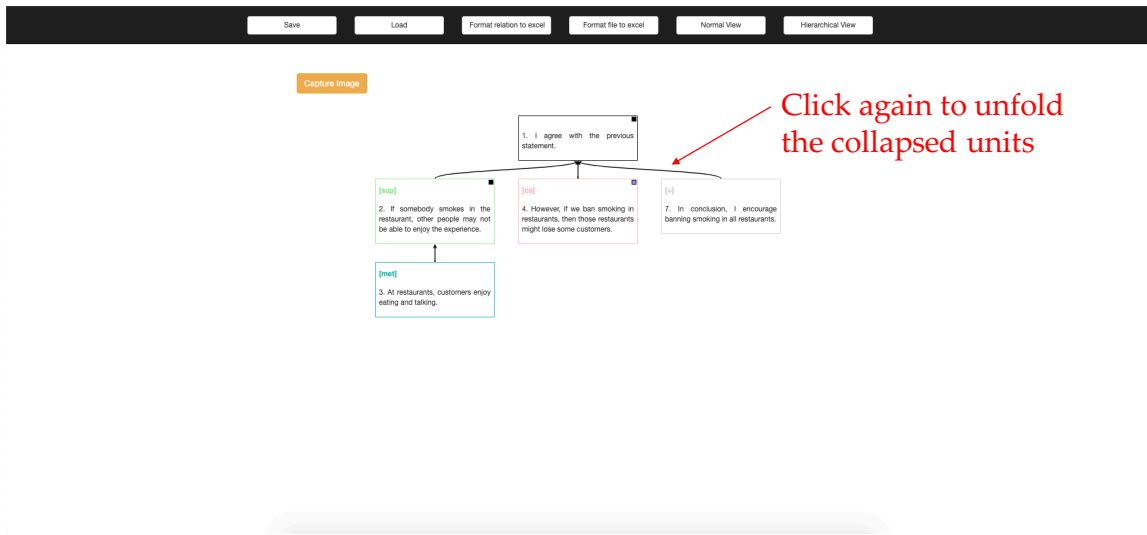 Save Load Format relation to excel Format file to excel Normal View Hierarchical View
Capture Image
Click again to unfold
the collapsed units
1. I agree with the previous
statement.
[sup]
2. If somebody smokes in the
restaurant, other people may not
be able to enjoy the experience.
[ca]
4. However, if we ban smoking in
restaurants, then those restaurants
might lose some customers.
[=]
7. In conclusion, I encourage
banning smoking in all restaurants.
[met]
3. At restaurants, customers enjoy
eating and talking.